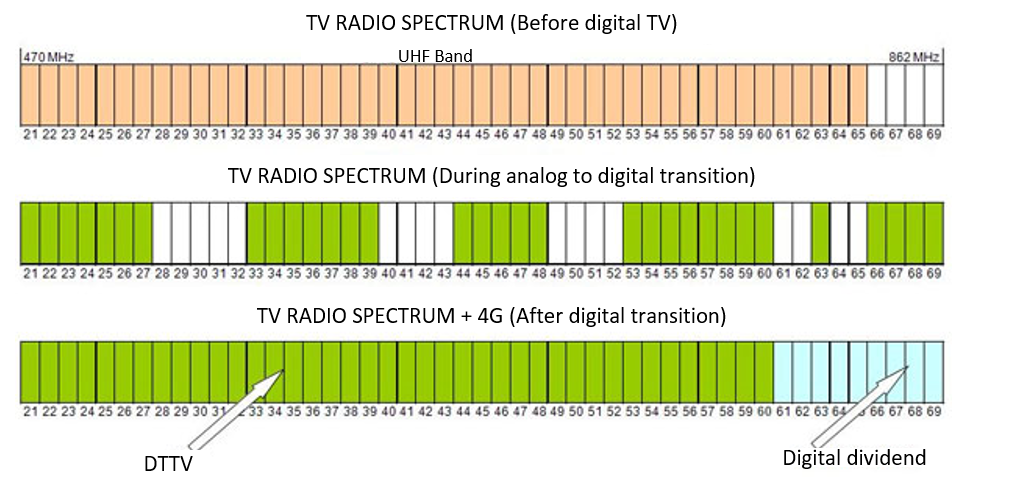 TV RADIO SPECTRUM (Before digital TV)
470 MHz UHF Band 862 MHz
21 22 23 24 25 26 27 28 29 30 31 32 33 34 35 36 37 38 39 40 41 42 43 44 45 46 47 48 49 50 51 52 53 54 55 56 57 58 59 60 61 62 63 64 65 66 67 68 69
TV RADIO SPECTRUM (During analog to digital transition)
21 22 23 24 25 26 27 28 29 30 31 32 33 34 35 36 37 38 39 40 41 42 43 44 45 46 47 48 49 50 51 52 53 54 55 56 57 58 59 60 61 62 63 64 65 66 67 68 69
TV RADIO SPECTRUM + 4G (After digital transition)
21 22 23 24 25 26 27 28 29 30 33 34 35 36 37 38 39 40 41 42 43 44 45 46 47 48 49 50 51 52 53 54 55 56 57 58 59 60 61 62 63 64 66 67 68 69
DTTV
Digital dividend